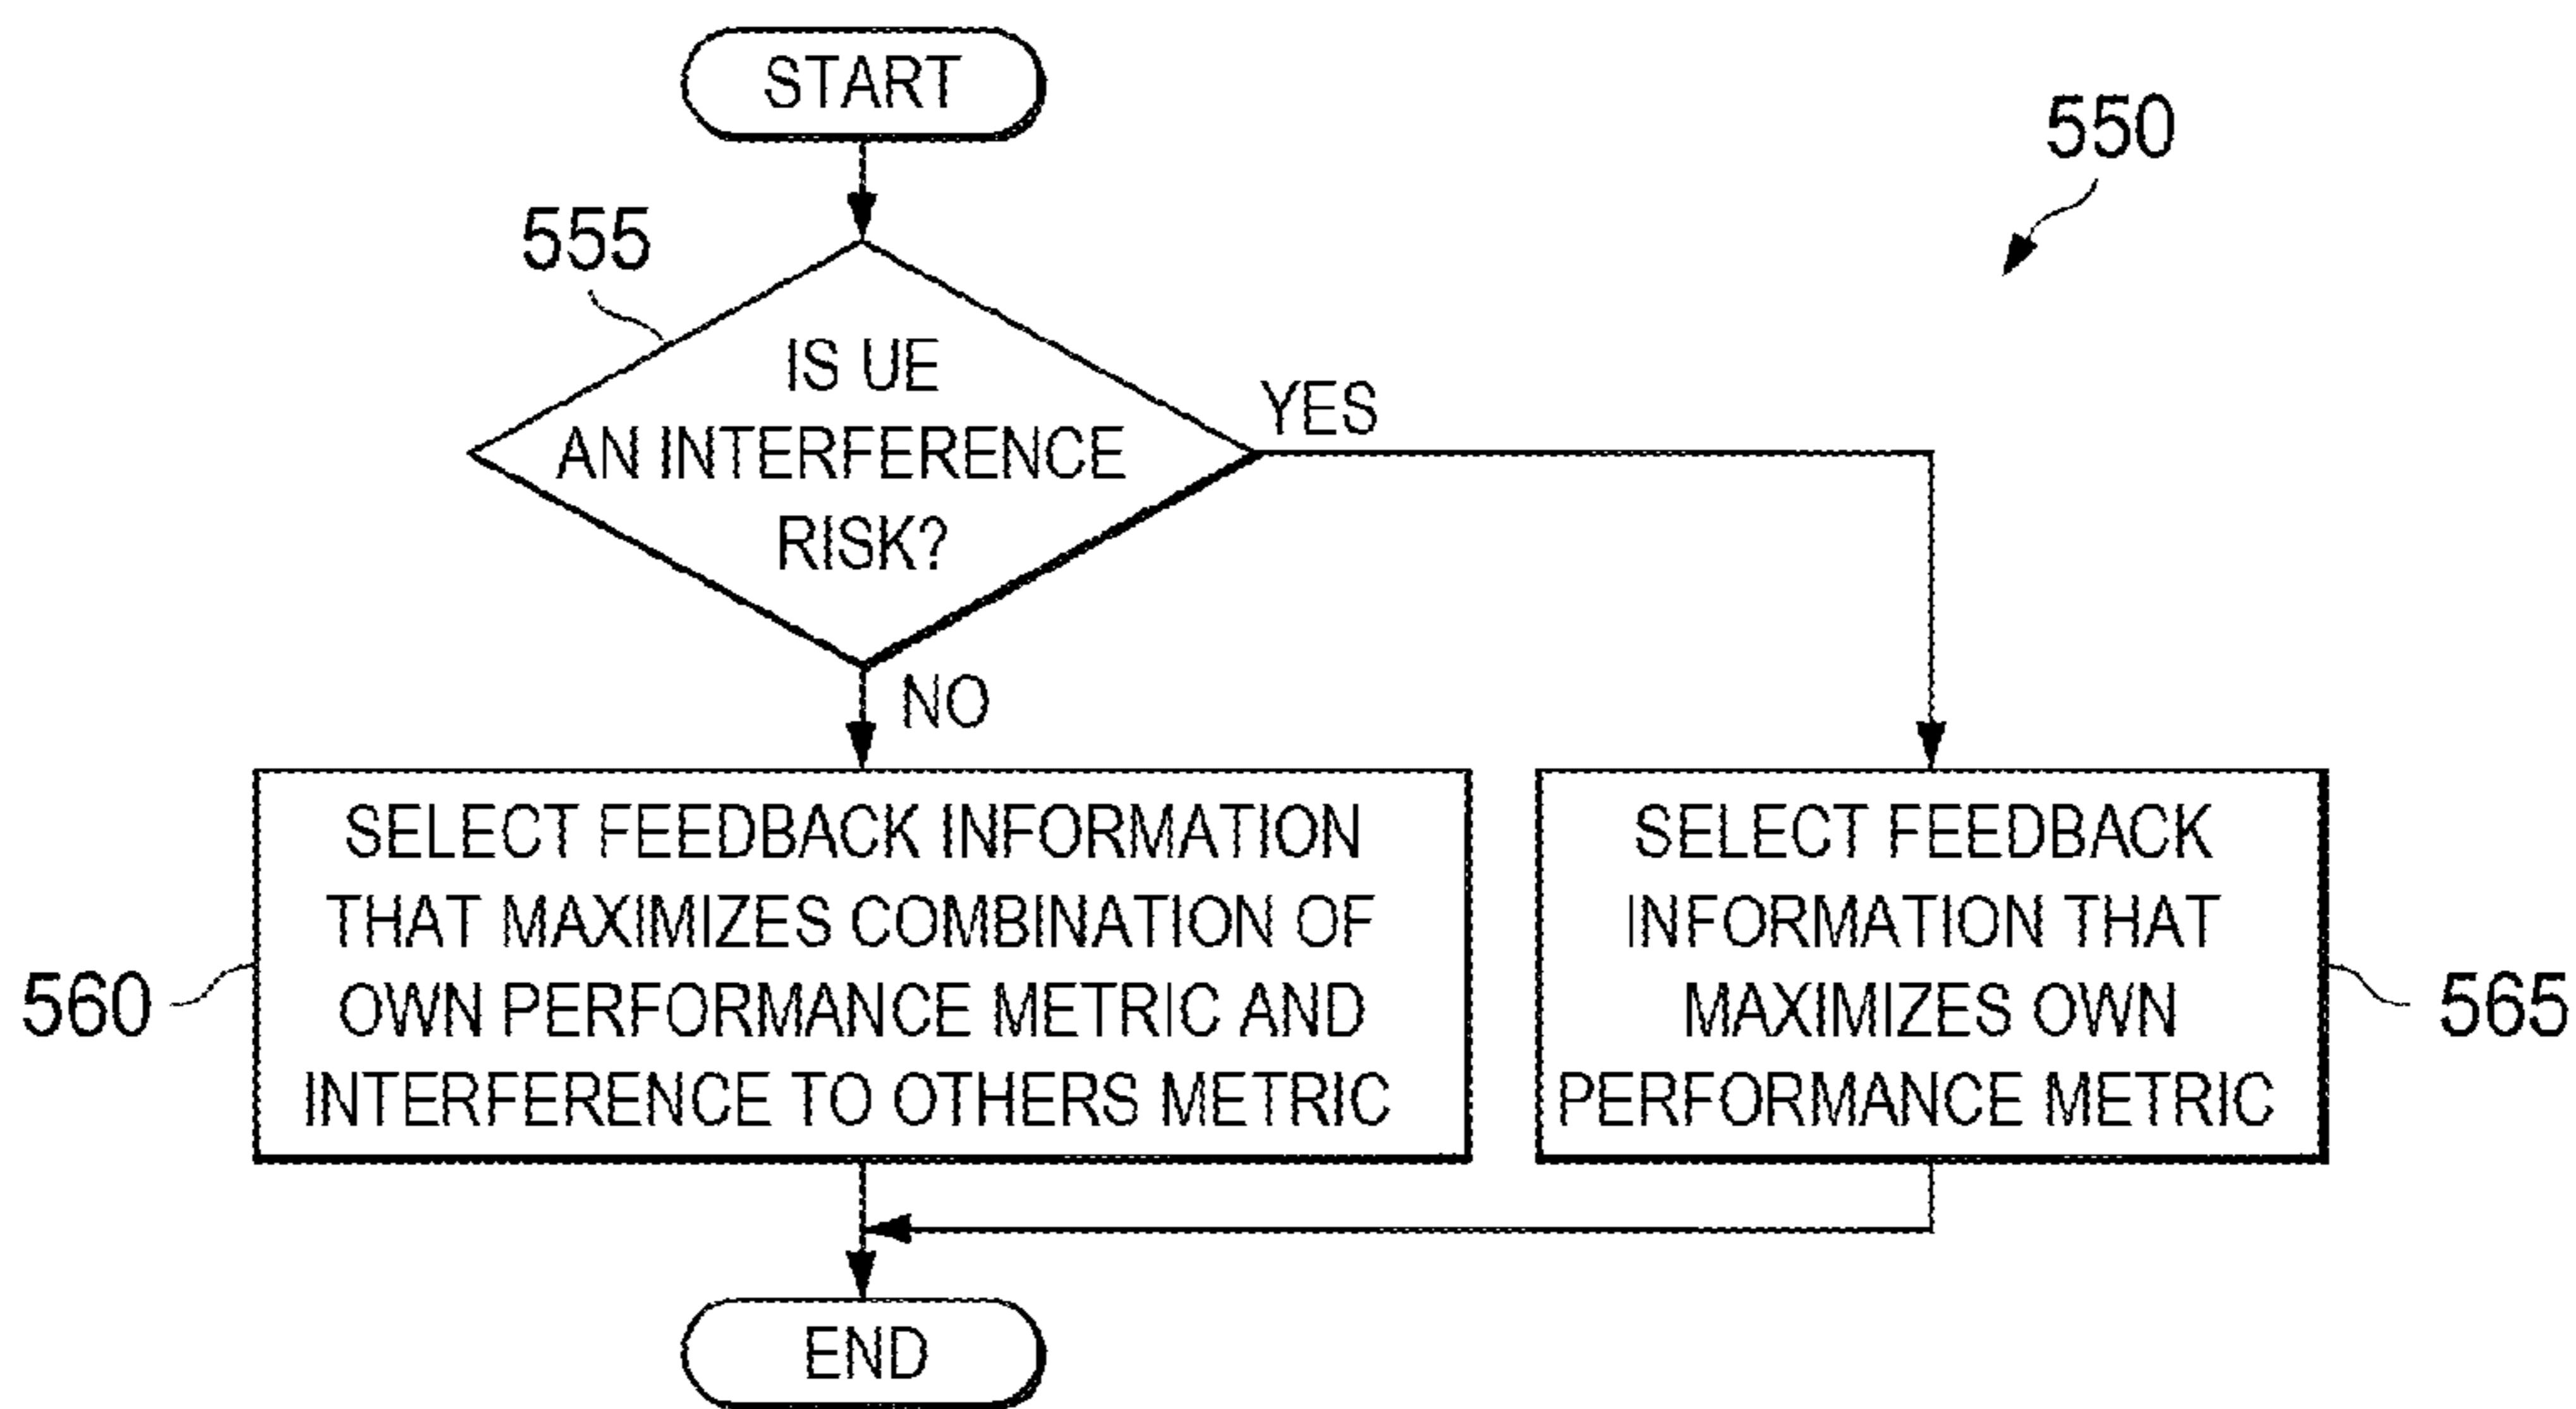 START
550
555
IS UE
AN INTERFERENCE
RISK?
YES
NO
SELECT FEEDBACK INFORMATION
THAT MAXIMIZES COMBINATION OF
OWN PERFORMANCE METRIC AND
INTERFERENCE TO OTHERS METRIC
560
SELECT FEEDBACK
INFORMATION THAT
MAXIMIZES OWN
PERFORMANCE METRIC
565
END